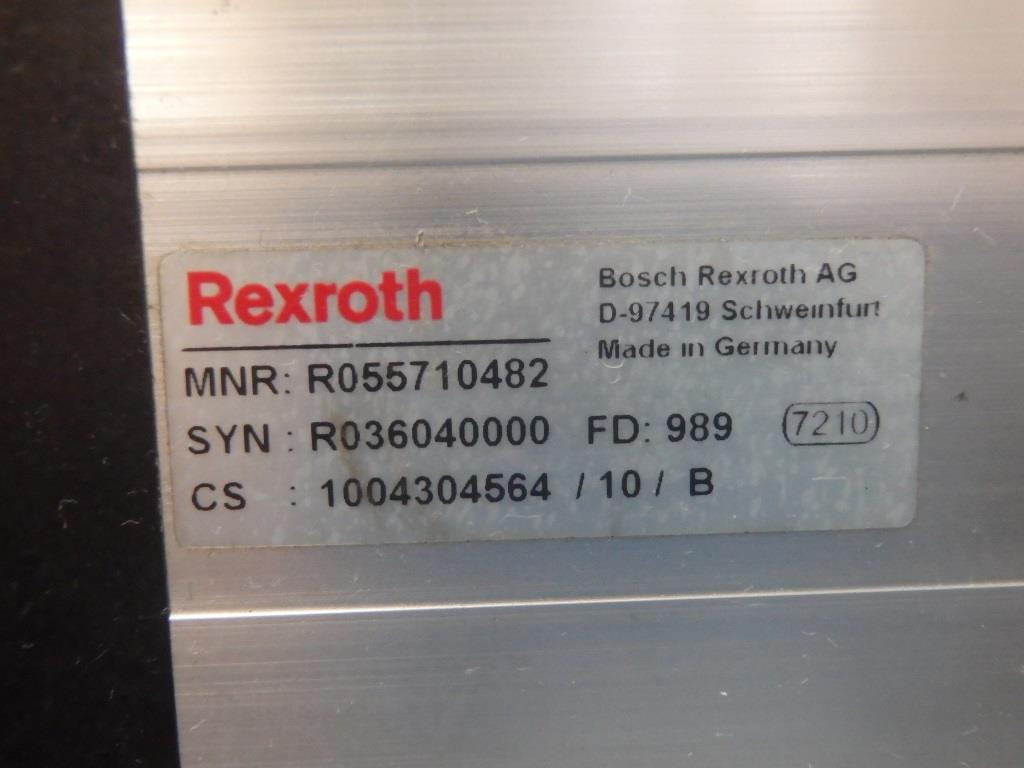 Rexroth
Bosch Rexroth AG
D-97419 Schweinfurt
Made in Germany
MNR: R055710482
SYN : R036040000 FD: 989 7210
CS : 1004304564 / 10 / B